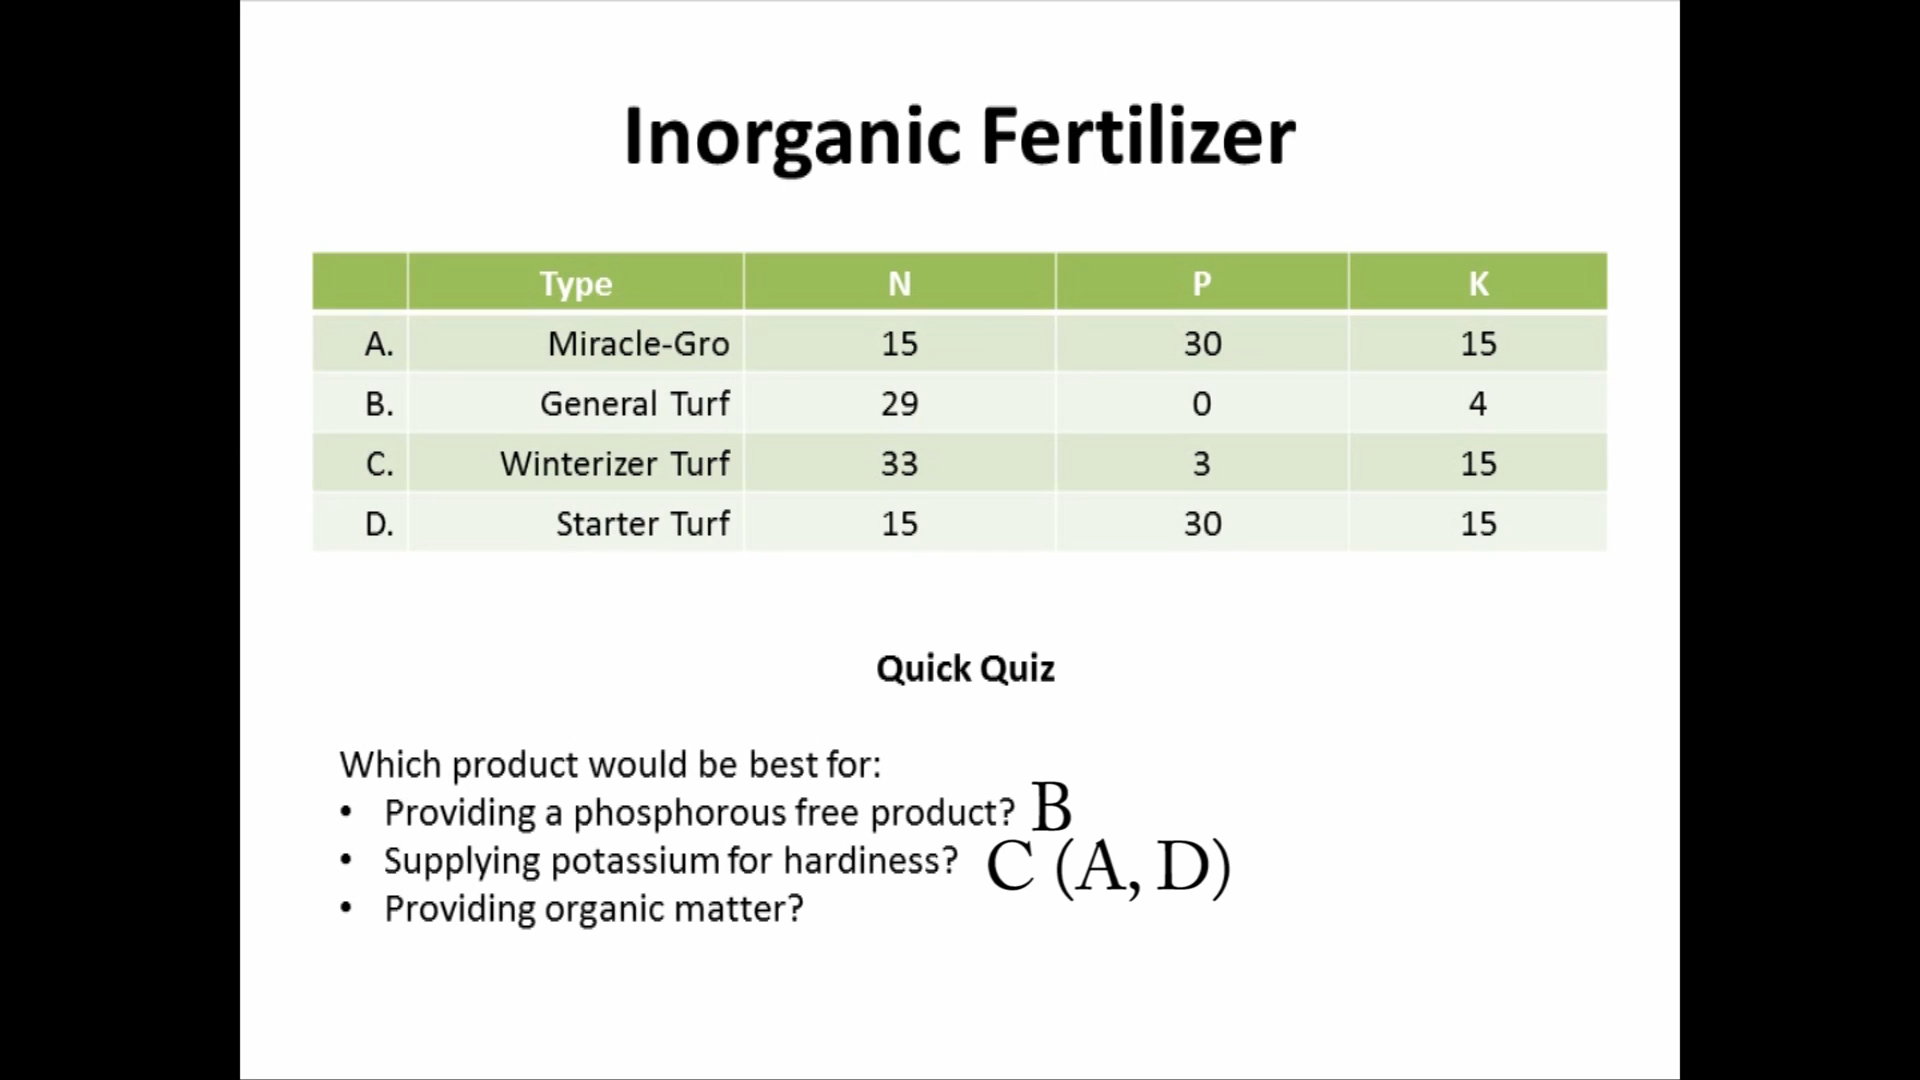 Inorganic Fertilizer
Type N P K
A. Miracle-Gro 15 30 15
B. General Turf 29 0 4
C. Winterizer Turf 33 3 15
D. Starter Turf 15 30 15
Quick Quiz
Which product would be best for:
• Providing a phosphorous free product? B
• Supplying potassium for hardiness? C (A, D)
• Providing organic matter?